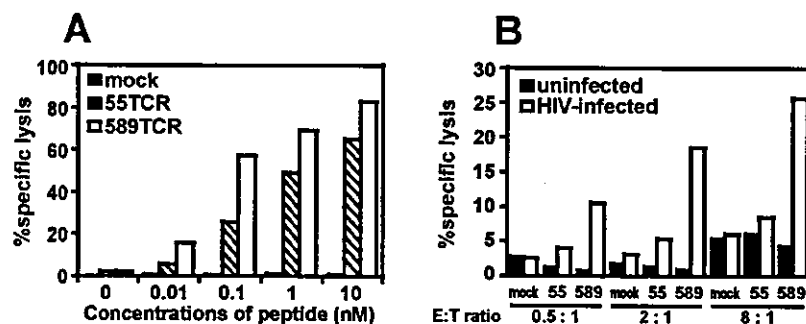 A
100
80
60
40
20
0
%specific lysis
mock
55TCR
589TCR
0 0.01 0.1 1 10
Concentrations of peptide (nM)
B
30
25
20
15
10
5
0
%specific lysis
uninfected
HIV-infected
mock 55 589 mock 55 589 mock 55 589
E:T ratio 0.5 : 1 2 : 1 8 : 1